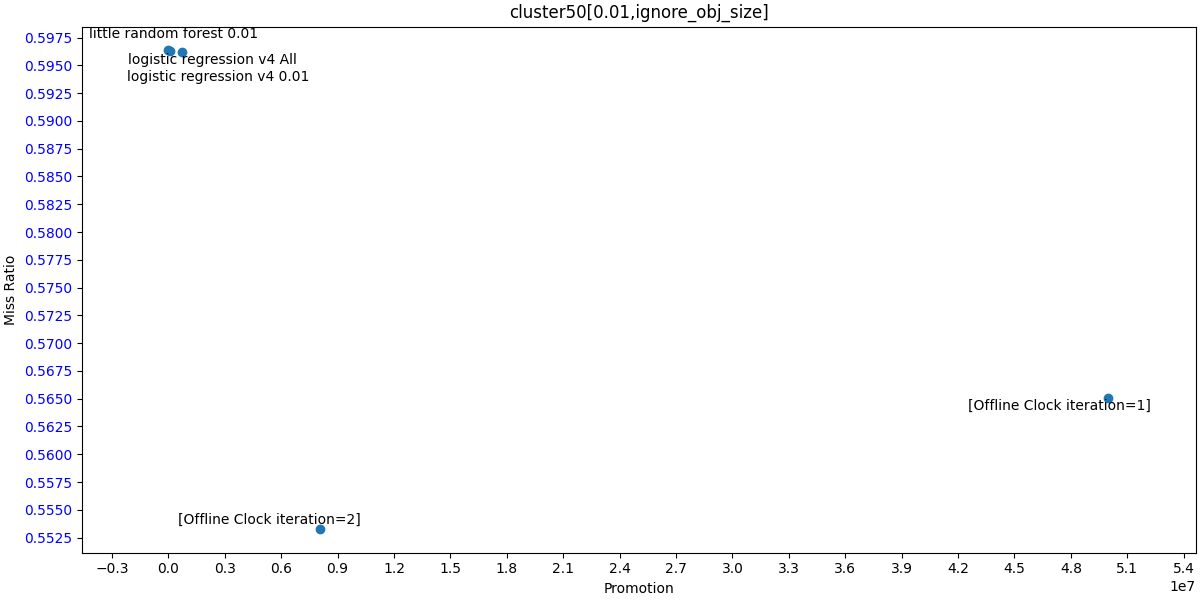 cluster50[0.01,ignore_obj_size]
little random forest 0.01
logistic regression v4 All
logistic regression v4 0.01
[Offline Clock iteration=1]
[Offline Clock iteration=2]
Miss Ratio
0.5975
0.5950
0.5925
0.5900
0.5875
0.5850
0.5825
0.5800
0.5775
0.5750
0.5725
0.5700
0.5675
0.5650
0.5625
0.5600
0.5575
0.5550
0.5525
−0.3 0.0 0.3 0.6 0.9 1.2 1.5 1.8 2.1 2.4 2.7 3.0 3.3 3.6 3.9 4.2 4.5 4.8 5.1 5.4
1e7
Promotion